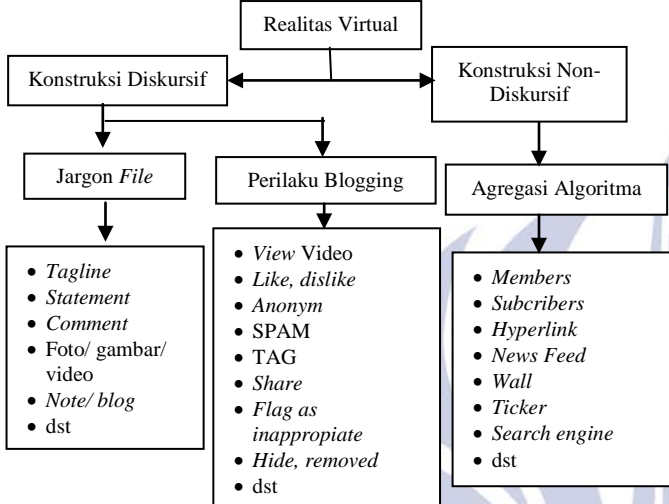 Realitas Virtual
Konstruksi Diskursif
Konstruksi Non-
Diskursif
Jargon File
Perilaku Blogging
Agregasi Algoritma
• Tagline
• Statement
• Comment
• Foto/ gambar/
video
• Note/ blog
• dst
• View Video
• Like, dislike
• Anonym
• SPAM
• TAG
• Share
• Flag as
inappropiate
• Hide, removed
• dst
• Members
• Subcribers
• Hyperlink
• News Feed
• Wall
• Ticker
• Search engine
• dst